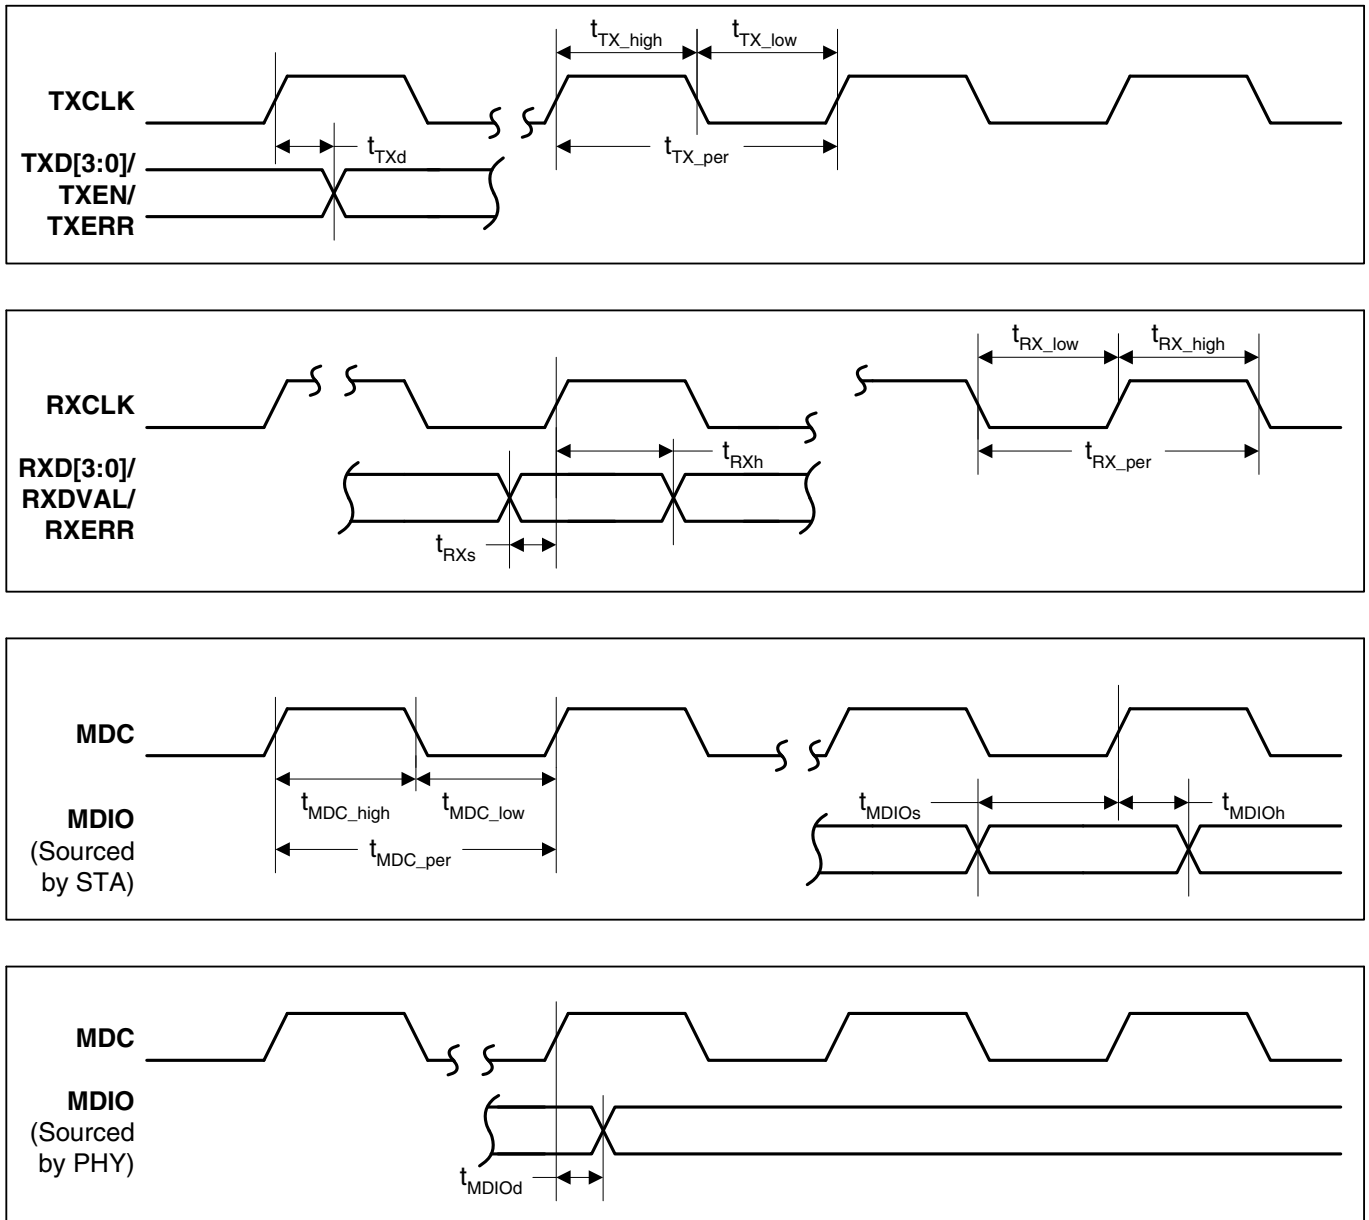 t_TX_high t_TX_low
TXCLK
t_TXd t_TX_per
TXD[3:0]/
TXEN/
TXERR
t_RX_low t_RX_high
RXCLK
t_RXh t_RX_per
RXD[3:0]/
RXDVAL/
RXERR
t_RXs
MDC
t_MDC_high t_MDC_low t_MDIOs t_MDIOh
MDIO
(Sourced
by STA)
t_MDC_per
MDC
MDIO
(Sourced
by PHY)
t_MDIOd